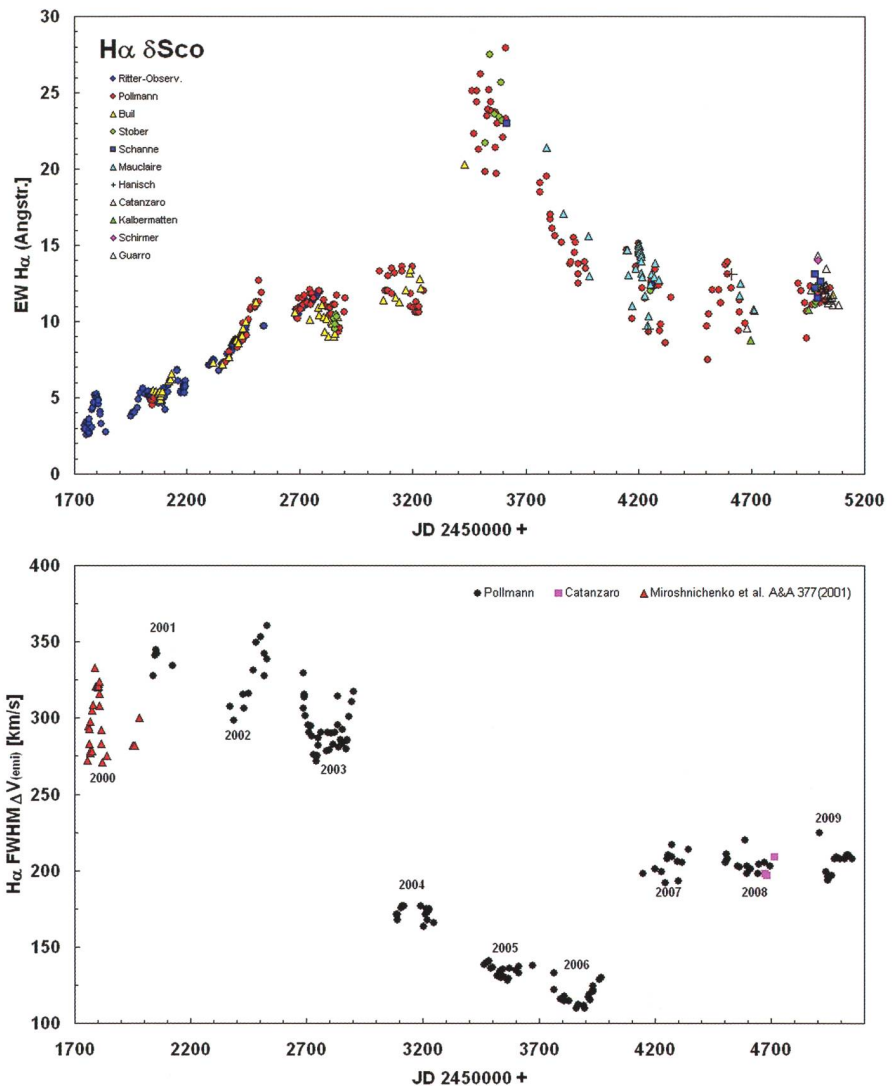 Hα δSco
Ritter-Observ.
Pollmann
Buil
Stober
Schanne
Mauclaire
Hanisch
Catanzaro
Kalbermatten
Schirmer
Guarro
EW Hα (Angstr.)
30
25
20
15
10
5
0
1700 2200 2700 3200 3700 4200 4700 5200
JD 2450000 +
Pollmann Catanzaro Miroshnichenko et al. A&A 377(2001)
Hα FWHM ΔV(emi) [km/s]
400
350
300
250
200
150
100
2000
2001
2002
2003
2004
2005
2006
2007
2008
2009
1700 2200 2700 3200 3700 4200 4700
JD 2450000 +